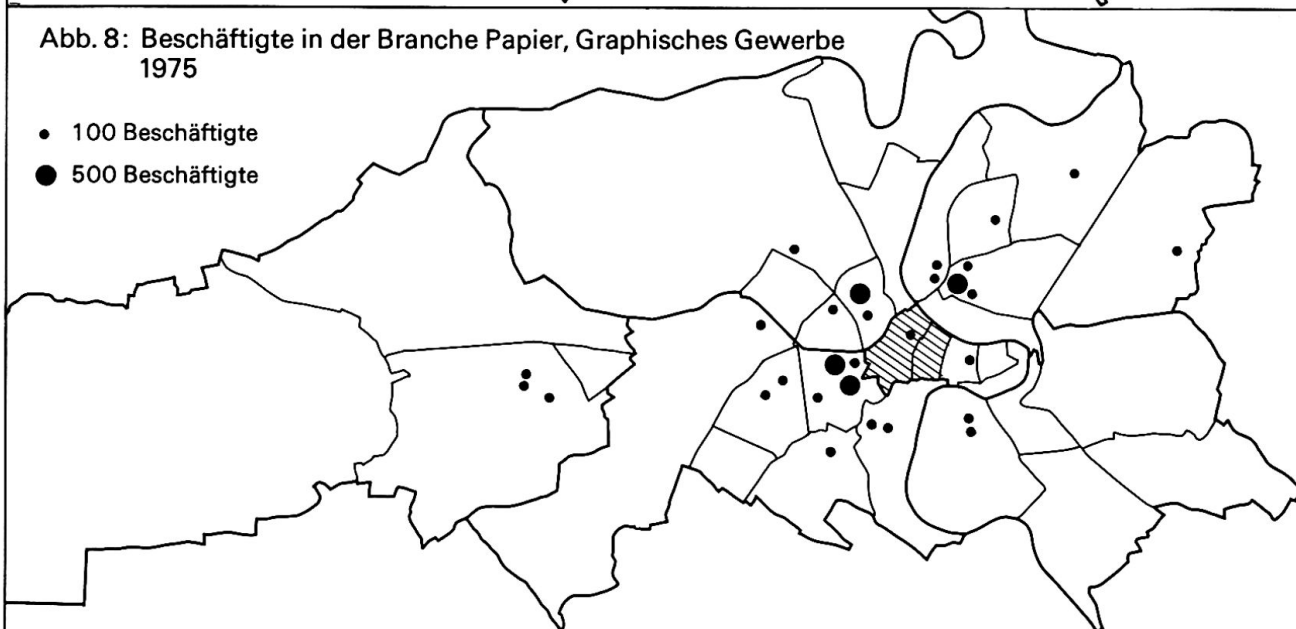 Abb. 8: Beschäftigte in der Branche Papier, Graphisches Gewerbe
1975
100 Beschäftigte
500 Beschäftigte